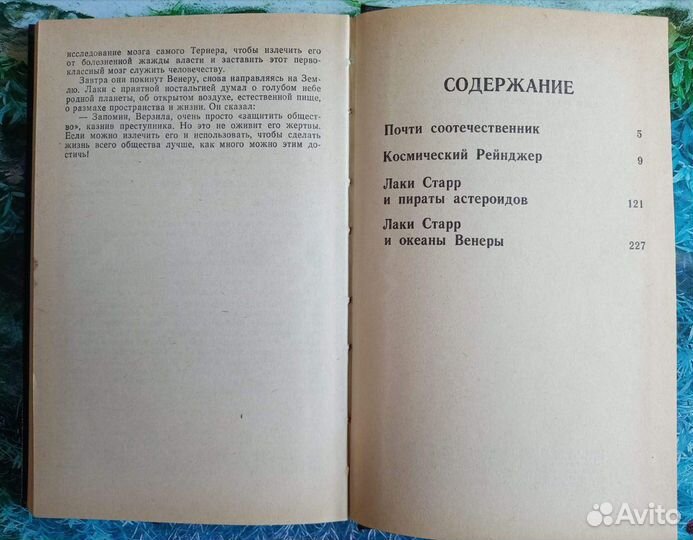 исследование мозга самого Тернера, чтобы излечить его
от болезненной жажды власти и заставить этот перво-
классный мозг служить человечеству.
Завтра они покинут Венеру, снова направляясь на Зем-
лю. Лаки с приятной ностальгией думал о голубом небе
родной планеты, об открытом воздухе, естественной пище,
о размахе пространства и жизни. Он сказал:
— Запомни, Верзила, очень просто «защитить общест-
во», казнив преступника. Но это не оживит его жертвы.
Если можно излечить его и использовать, чтобы сделать
жизнь всего общества лучше, как много можно этим до-
стичь!
СОДЕРЖАНИЕ
Почти соотечественник 5
Космический Рейнджер 9
Лаки Старр
и пираты астероидов 121
Лаки Старр
и океаны Венеры 227
Avito